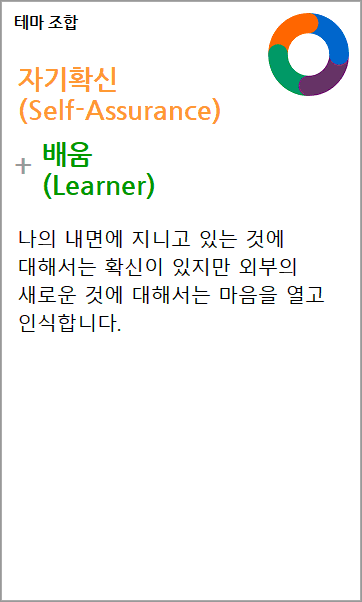 테마 조합
자기확신
(Self-Assurance)
+ 배움
(Learner)
나의 내면에 지니고 있는 것에
대해서는 확신이 있지만 외부의
새로운 것에 대해서는 마음을 열고
인식합니다.